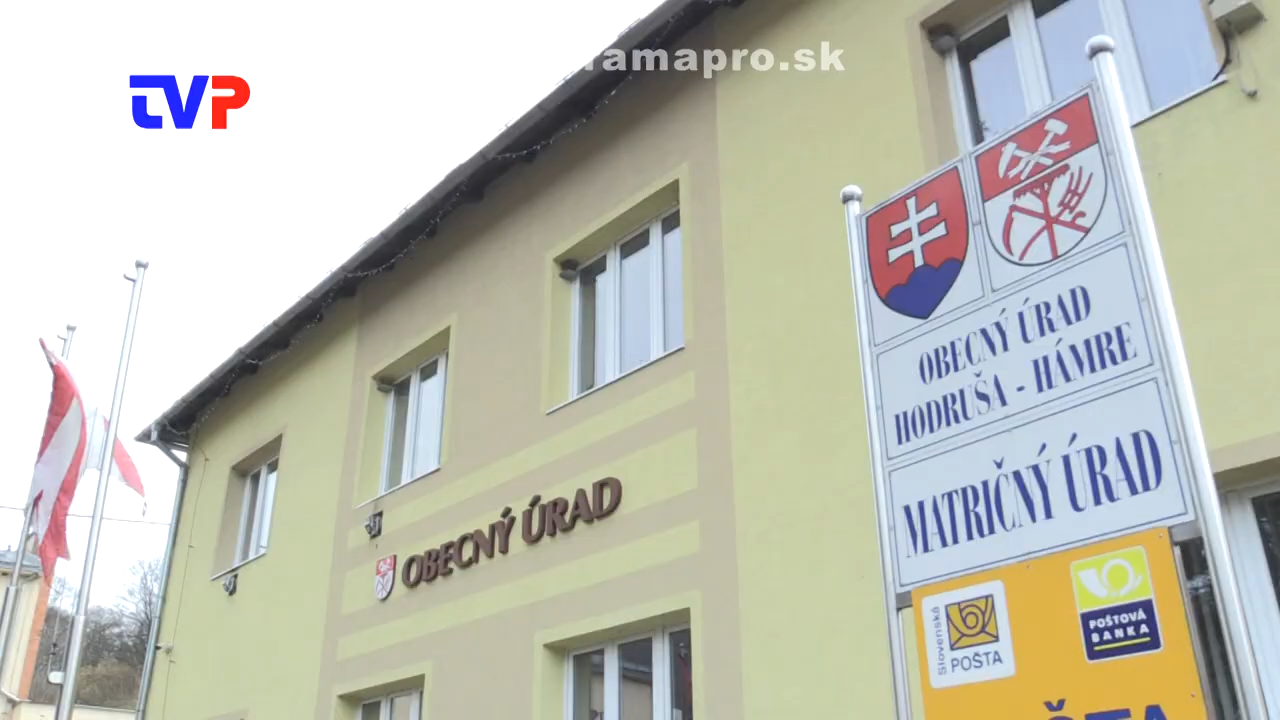 ramapro.sk
TVP
OBECNÝ ÚRAD
HODRUŠA - HÁMRE
MATRIČNÝ ÚRAD
OBECNÝ ÚRAD
Slovenská
POŠTA
POŠTOVÁ
BANKA